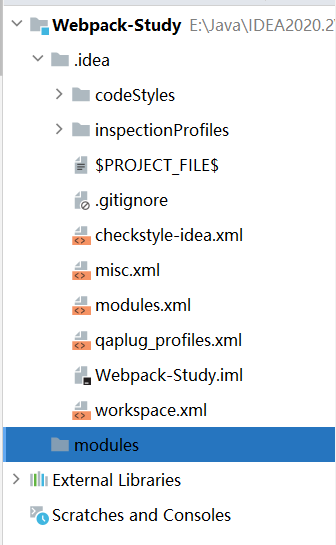 Webpack-Study E:\Java\IDEA2020.2
.idea
codeStyles
inspectionProfiles
$PROJECT_FILE$
.gitignore
checkstyle-idea.xml
misc.xml
modules.xml
qaplug_profiles.xml
Webpack-Study.iml
workspace.xml
modules
External Libraries
Scratches and Consoles